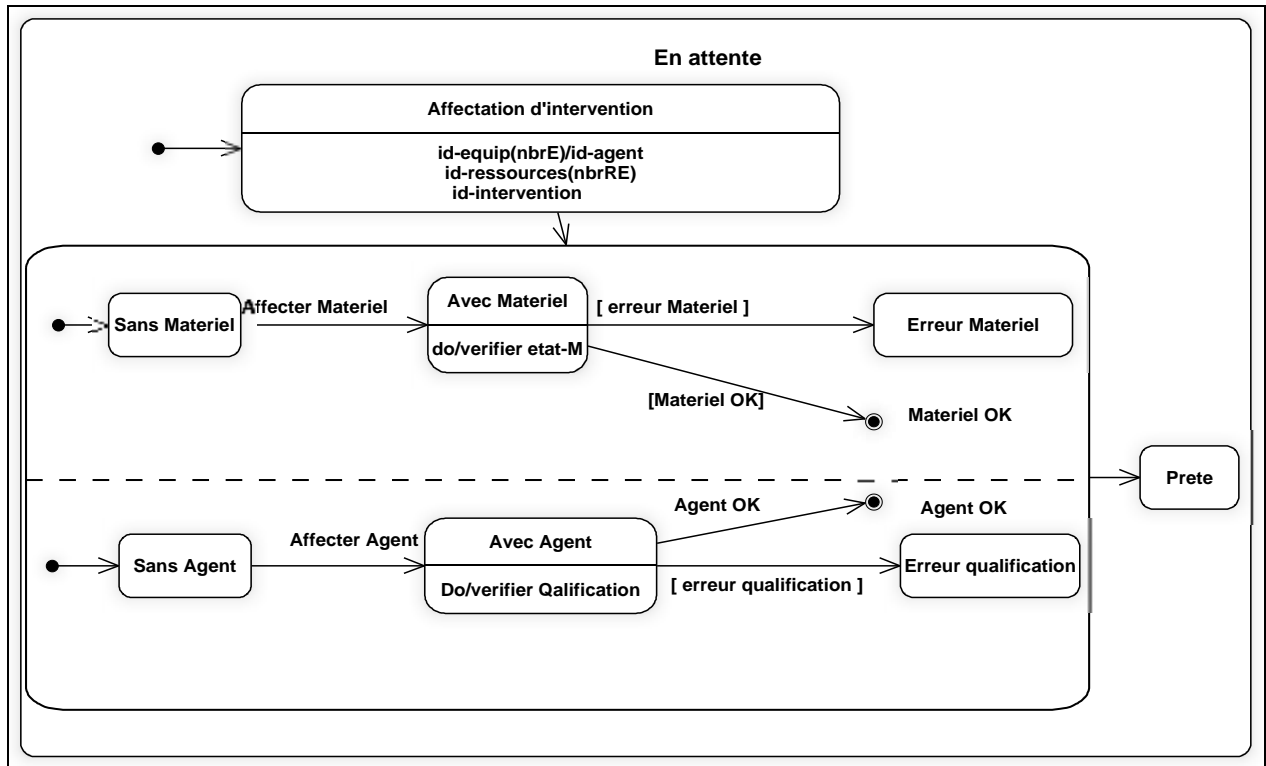 En attente
Affectation d'intervention
id-equip(nbrE)/id-agent
id-ressources(nbrRE)
id-intervention
Sans Materiel
Affecter Materiel
Avec Materiel
do/verifier etat-M
[ erreur Materiel ]
Erreur Materiel
[Materiel OK]
Materiel OK
Prete
Sans Agent
Affecter Agent
Avec Agent
Do/verifier Qalification
Agent OK
Agent OK
[ erreur qualification ]
Erreur qualification